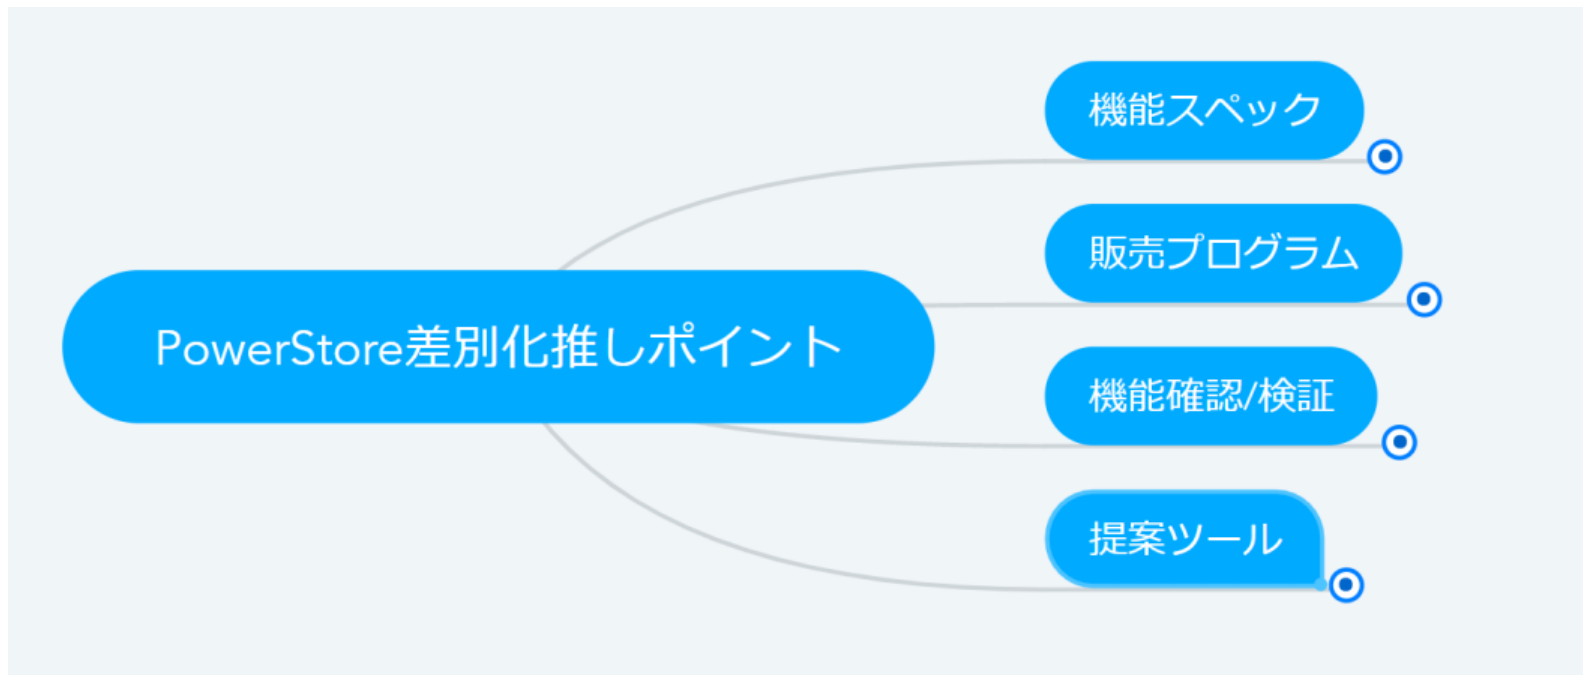 機能スペック
販売プログラム
PowerStore差別化推しポイント
機能確認/検証
提案ツール